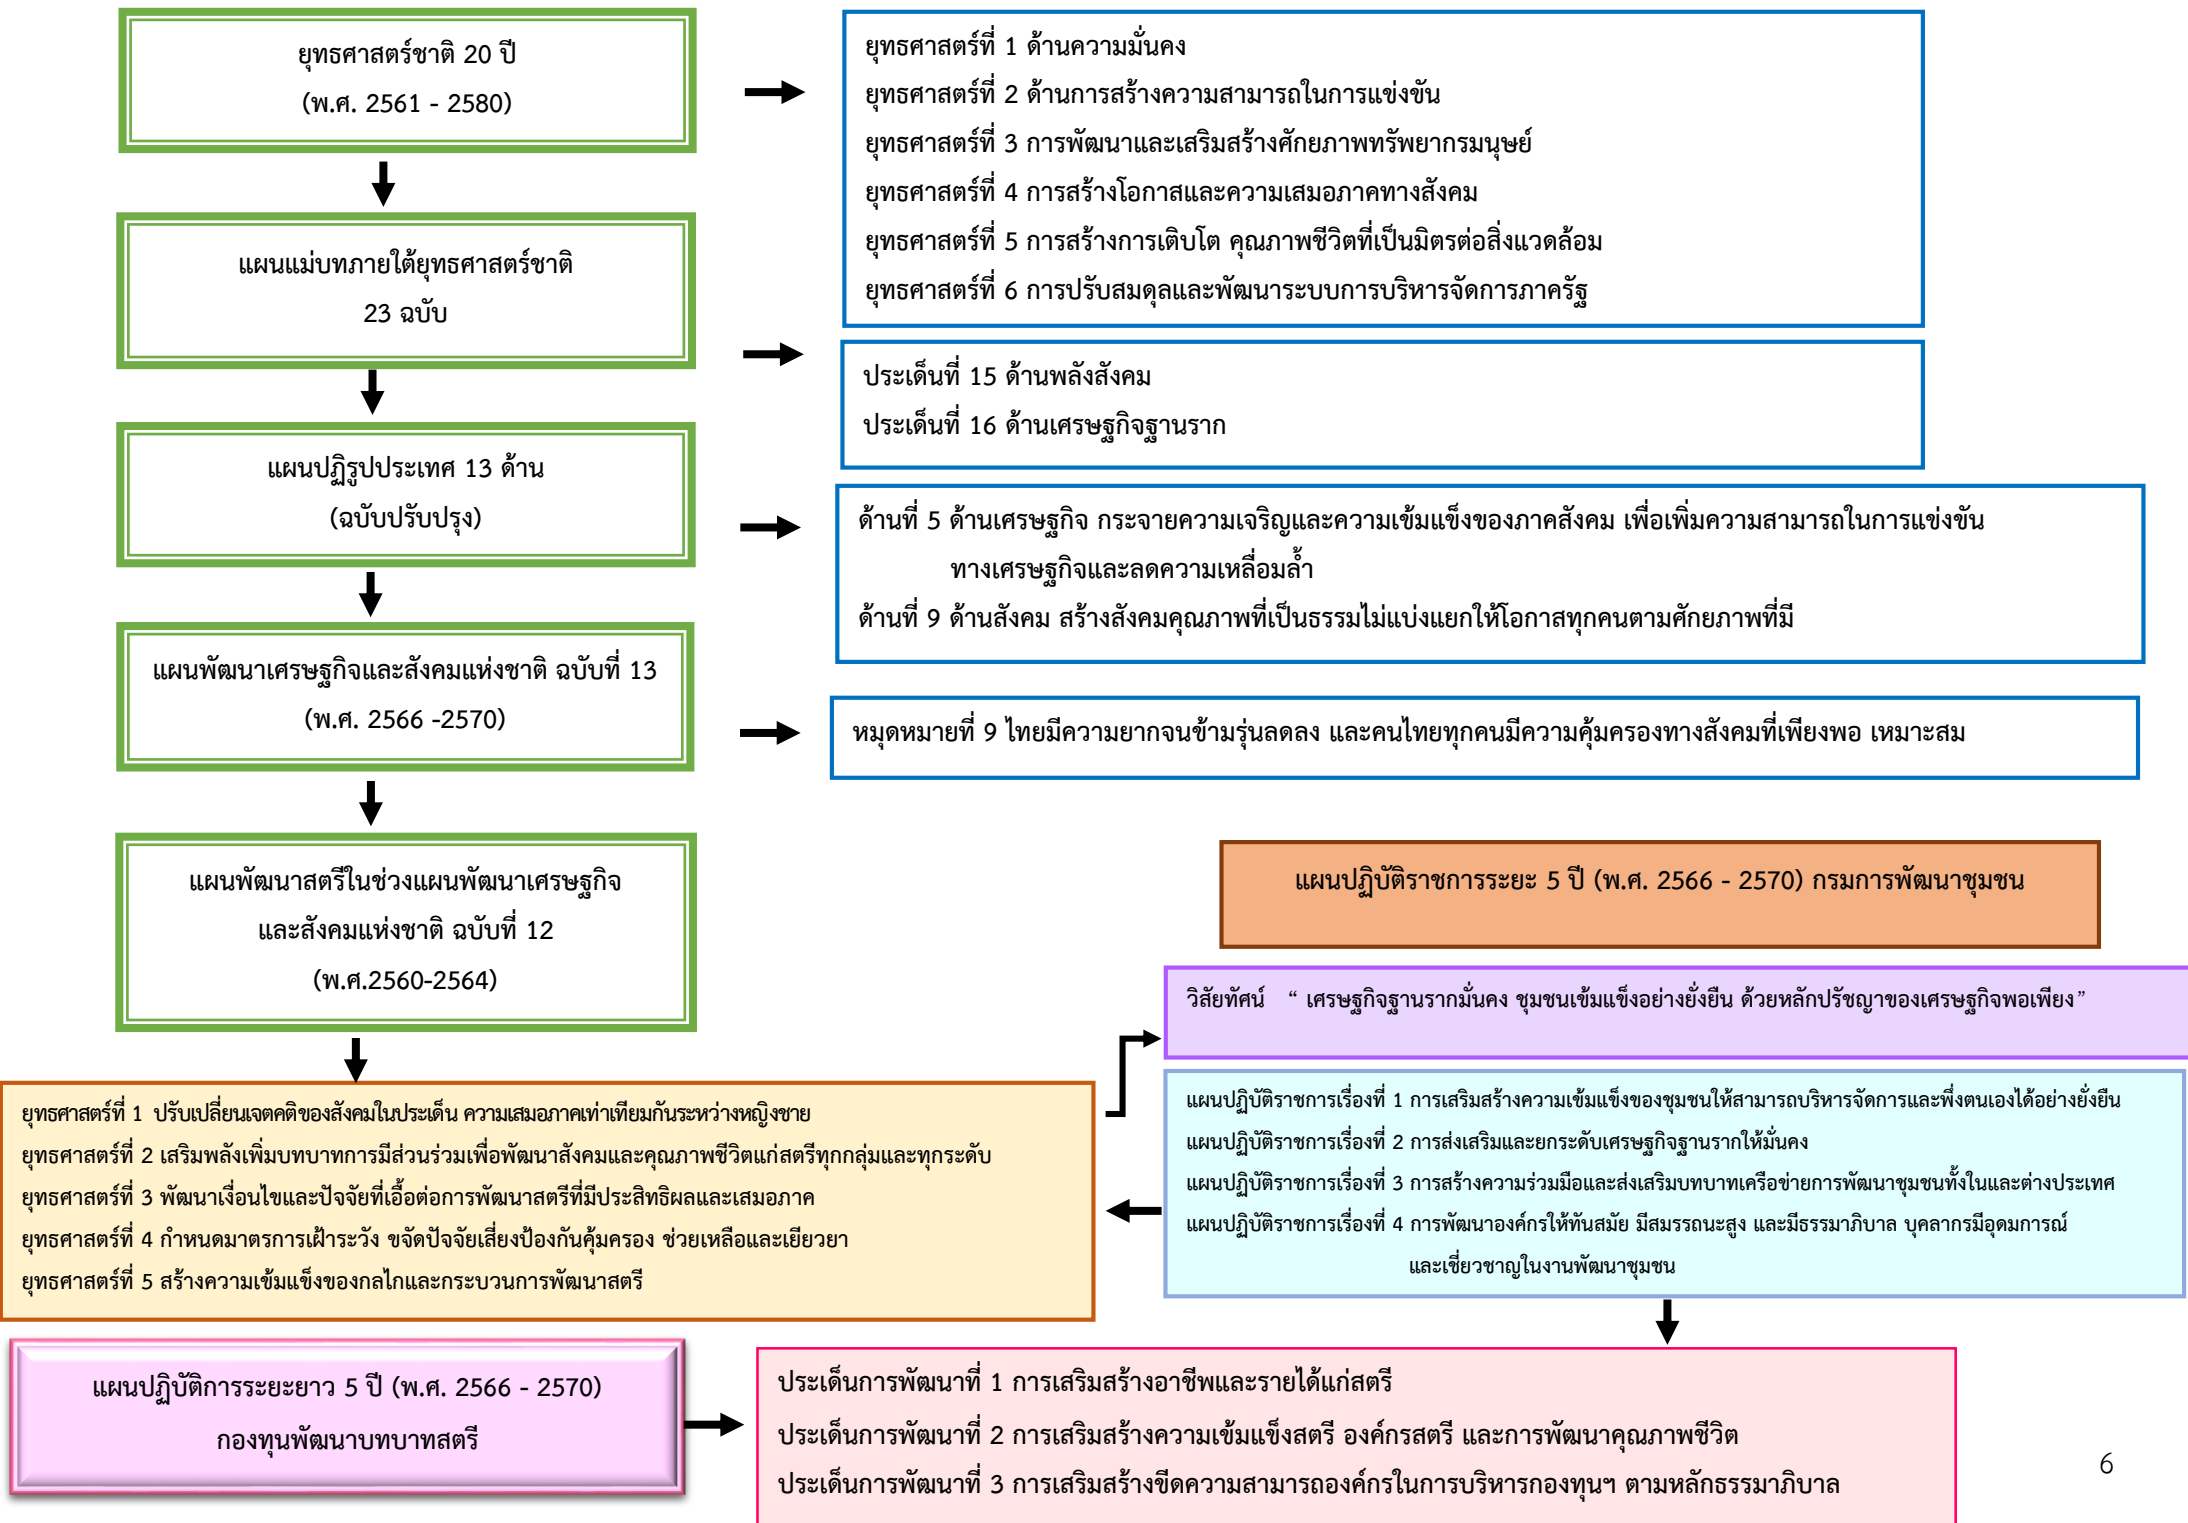 ยุทธศาสตร์ชาติ 20 ปี
(พ.ศ. 2561 - 2580)
ยุทธศาสตร์ที่ 1 ด้านความมั่นคง
ยุทธศาสตร์ที่ 2 ด้านการสร้างความสามารถในการแข่งขัน
ยุทธศาสตร์ที่ 3 การพัฒนาและเสริมสร้างศักยภาพทรัพยากรมนุษย์
ยุทธศาสตร์ที่ 4 การสร้างโอกาสและความเสมอภาคทางสังคม
ยุทธศาสตร์ที่ 5 การสร้างการเติบโต คุณภาพชีวิตที่เป็นมิตรต่อสิ่งแวดล้อม
ยุทธศาสตร์ที่ 6 การปรับสมดุลและพัฒนาระบบการบริหารจัดการภาครัฐ
แผนแม่บทภายใต้ยุทธศาสตร์ชาติ
23 ฉบับ
ประเด็นที่ 15 ด้านพลังสังคม
ประเด็นที่ 16 ด้านเศรษฐกิจฐานราก
แผนปฏิรูปประเทศ 13 ด้าน
(ฉบับปรับปรุง)
ด้านที่ 5 ด้านเศรษฐกิจ กระจายความเจริญและความเข้มแข็งของภาคสังคม เพื่อเพิ่มความสามารถในการแข่งขัน
ทางเศรษฐกิจและลดความเหลื่อมล้ำ
ด้านที่ 9 ด้านสังคม สร้างสังคมคุณภาพที่เป็นธรรมไม่แบ่งแยกให้โอกาสทุกคนตามศักยภาพที่มี
แผนพัฒนาเศรษฐกิจและสังคมแห่งชาติ ฉบับที่ 13
(พ.ศ. 2566 -2570)
หมุดหมายที่ 9 ไทยมีความยากจนข้ามรุ่นลดลง และคนไทยทุกคนมีความคุ้มครองทางสังคมที่เพียงพอ เหมาะสม
แผนพัฒนาสตรีในช่วงแผนพัฒนาเศรษฐกิจ
และสังคมแห่งชาติ ฉบับที่ 12
(พ.ศ.2560-2564)
แผนปฏิบัติราชการระยะ 5 ปี (พ.ศ. 2566 - 2570) กรมการพัฒนาชุมชน
วิสัยทัศน์ “ เศรษฐกิจฐานรากมั่นคง ชุมชนเข้มแข็งอย่างยั่งยืน ด้วยหลักปรัชญาของเศรษฐกิจพอเพียง”
ยุทธศาสตร์ที่ 1 ปรับเปลี่ยนเจตคติของสังคมในประเด็น ความเสมอภาคเท่าเทียมกันระหว่างหญิงชาย
ยุทธศาสตร์ที่ 2 เสริมพลังเพิ่มบทบาทการมีส่วนร่วมเพื่อพัฒนาสังคมและคุณภาพชีวิตแก่สตรีทุกกลุ่มและทุกระดับ
ยุทธศาสตร์ที่ 3 พัฒนาเงื่อนไขและปัจจัยที่เอื้อต่อการพัฒนาสตรีที่มีประสิทธิผลและเสมอภาค
ยุทธศาสตร์ที่ 4 กำหนดมาตรการเฝ้าระวัง ขจัดปัจจัยเสี่ยงป้องกันคุ้มครอง ช่วยเหลือและเยียวยา
ยุทธศาสตร์ที่ 5 สร้างความเข้มแข็งของกลไกและกระบวนการพัฒนาสตรี
แผนปฏิบัติราชการเรื่องที่ 1 การเสริมสร้างความเข้มแข็งของชุมชนให้สามารถบริหารจัดการและพึ่งตนเองได้อย่างยั่งยืน
แผนปฏิบัติราชการเรื่องที่ 2 การส่งเสริมและยกระดับเศรษฐกิจฐานรากให้มั่นคง
แผนปฏิบัติราชการเรื่องที่ 3 การสร้างความร่วมมือและส่งเสริมบทบาทเครือข่ายการพัฒนาชุมชนทั้งในและต่างประเทศ
แผนปฏิบัติราชการเรื่องที่ 4 การพัฒนาองค์กรให้ทันสมัย มีสมรรถนะสูง และมีธรรมาภิบาล บุคลากรมีอุดมการณ์
และเชี่ยวชาญในงานพัฒนาชุมชน
แผนปฏิบัติการระยะยาว 5 ปี (พ.ศ. 2566 - 2570)
กองทุนพัฒนาบทบาทสตรี
ประเด็นการพัฒนาที่ 1 การเสริมสร้างอาชีพและรายได้แก่สตรี
ประเด็นการพัฒนาที่ 2 การเสริมสร้างความเข้มแข็งสตรี องค์กรสตรี และการพัฒนาคุณภาพชีวิต
ประเด็นการพัฒนาที่ 3 การเสริมสร้างขีดความสามารถองค์กรในการบริหารกองทุนฯ ตามหลักธรรมาภิบาล
6